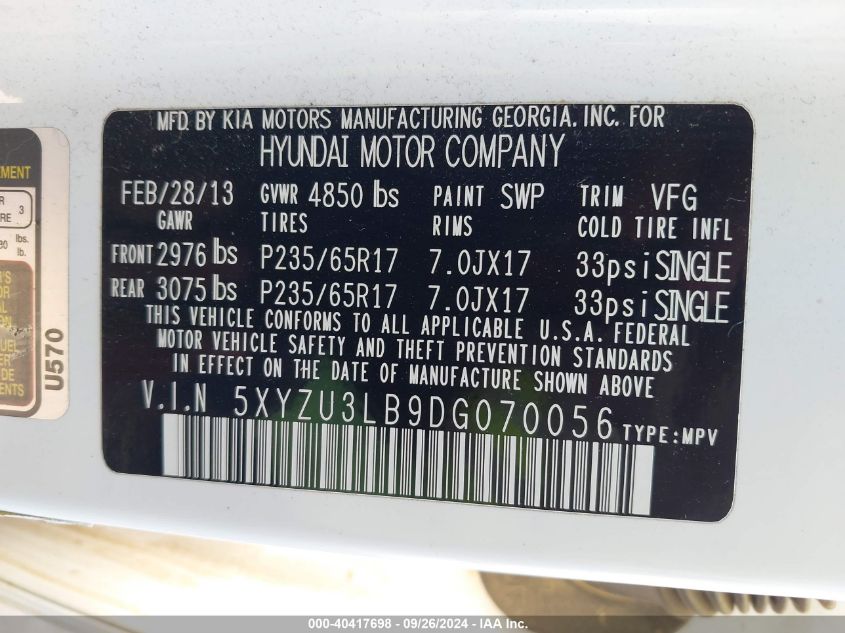 MFD. BY KIA MOTORS MANUFACTURING GEORGIA. INC. FOR
HYUNDAI MOTOR COMPANY
FEB/28/13 GVWR 4850 lbs PAINT SWP TRIM VFG
GAWR TIRES RIMS COLD TIRE INFL
FRONT 2976 lbs P235/65R17 7.0JX17 33psi SINGLE
REAR 3075 lbs P235/65R17 7.0JX17 33psi SINGLE
THIS VEHICLE CONFORMS TO ALL APPLICABLE U.S.A. FEDERAL
MOTOR VEHICLE SAFETY AND THEFT PREVENTION STANDARDS
IN EFFECT ON THE DATE OF MANUFACTURE SHOWN ABOVE
V.I.N 5XYZU3LB9DG070056 TYPE:MPV
U570
3
lbs.
lb.
000-40417698 - 09/26/2024 - IAA Inc.